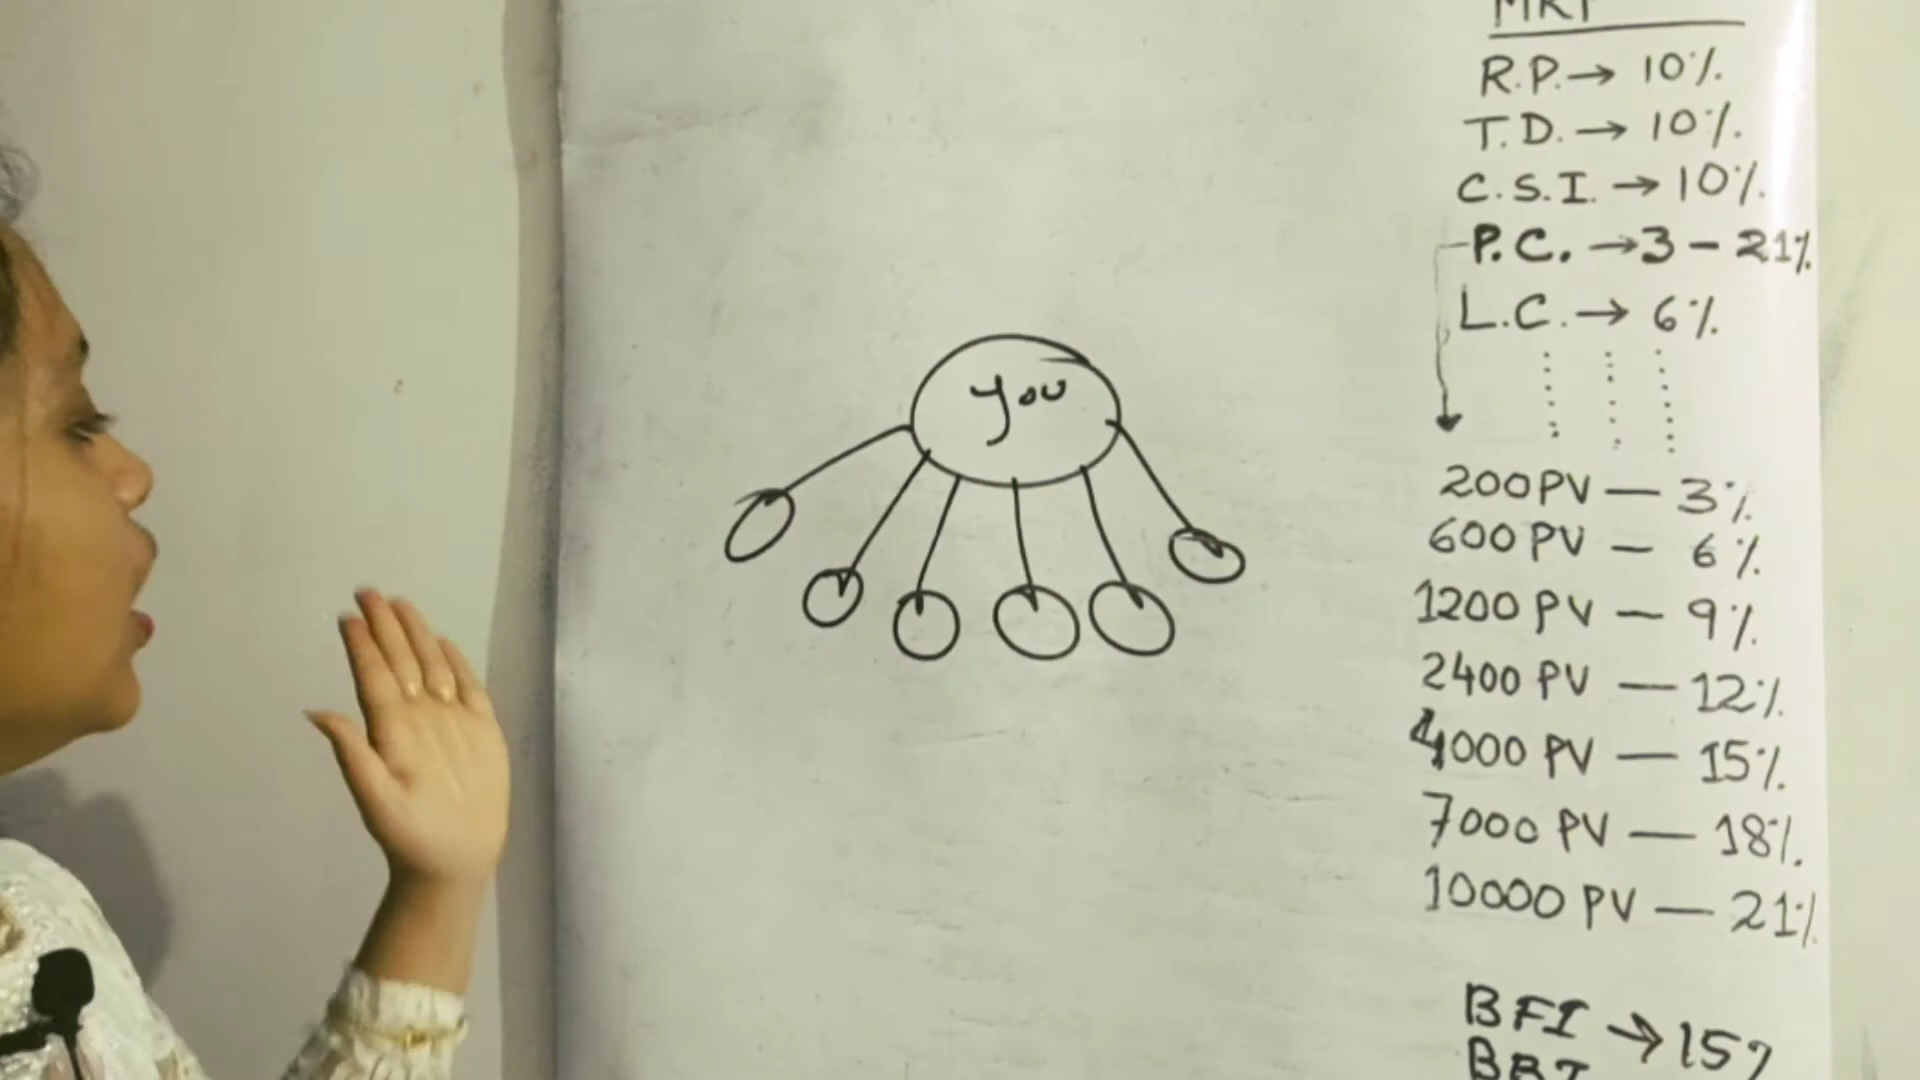 MRP
R.P. → 10%.
T.D. → 10%.
C.S.I. → 10%.
P.C. → 3 - 21%
L.C. → 6%
you
200 PV — 3%
600 PV — 6%
1200 PV — 9%
2400 PV — 12%
4000 PV — 15%
7000 PV — 18%
10000 PV — 21%
BFI → 15%